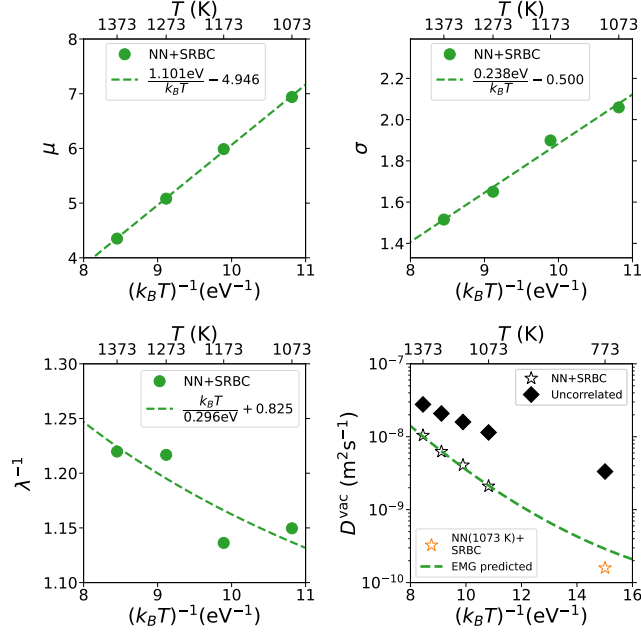 T (K)
1373 1273 1173 1073
8
7
6
5
4
μ
NN+SRBC
1.101eV/k_BT − 4.946
8 9 10 11
(k_BT)⁻¹(eV⁻¹)
T (K)
1373 1273 1173 1073
2.2
2.0
1.8
1.6
1.4
σ
NN+SRBC
0.238eV/k_BT − 0.500
8 9 10 11
(k_BT)⁻¹(eV⁻¹)
T (K)
1373 1273 1173 1073
1.30
1.25
1.20
1.15
1.10
λ⁻¹
NN+SRBC
k_BT/0.296eV + 0.825
8 9 10 11
(k_BT)⁻¹(eV⁻¹)
T (K)
1373 1073 773
10⁻⁷
10⁻⁸
10⁻⁹
10⁻¹⁰
D^vac (m²s⁻¹)
NN+SRBC
Uncorrelated
NN(1073 K)+
SRBC
EMG predicted
8 10 12 14 16
(k_BT)⁻¹(eV⁻¹)